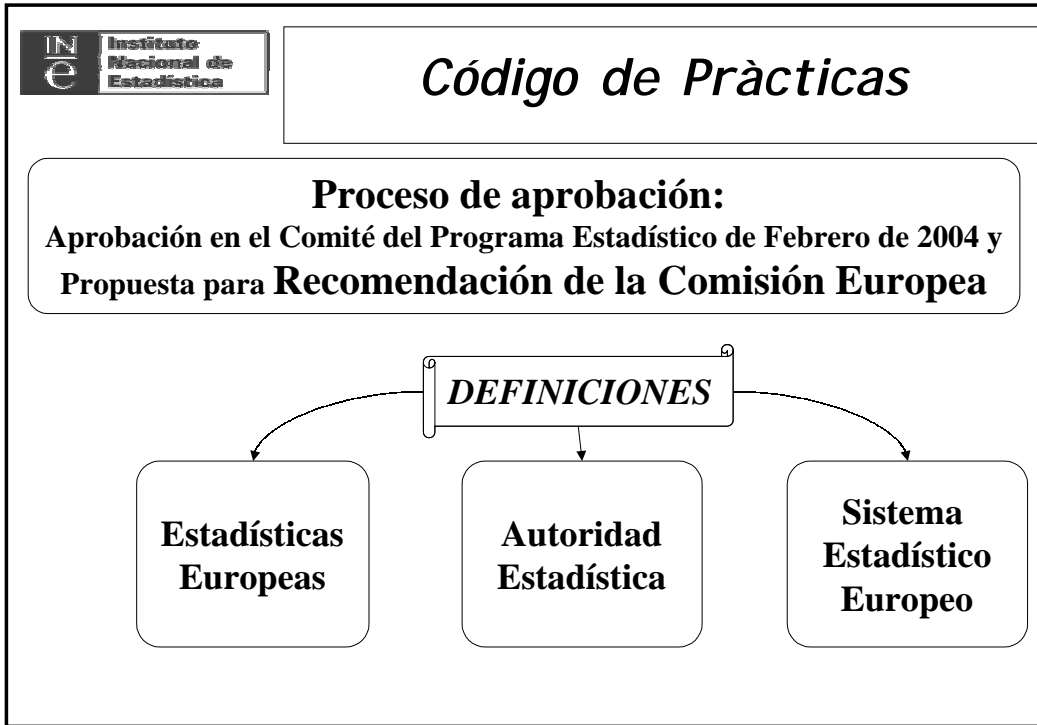 INe
Instituto
Nacional de
Estadística
Código de Pràcticas
Proceso de aprobación:
Aprobación en el Comité del Programa Estadístico de Febrero de 2004 y
Propuesta para Recomendación de la Comisión Europea
DEFINICIONES
Estadísticas
Europeas
Autoridad
Estadística
Sistema
Estadístico
Europeo